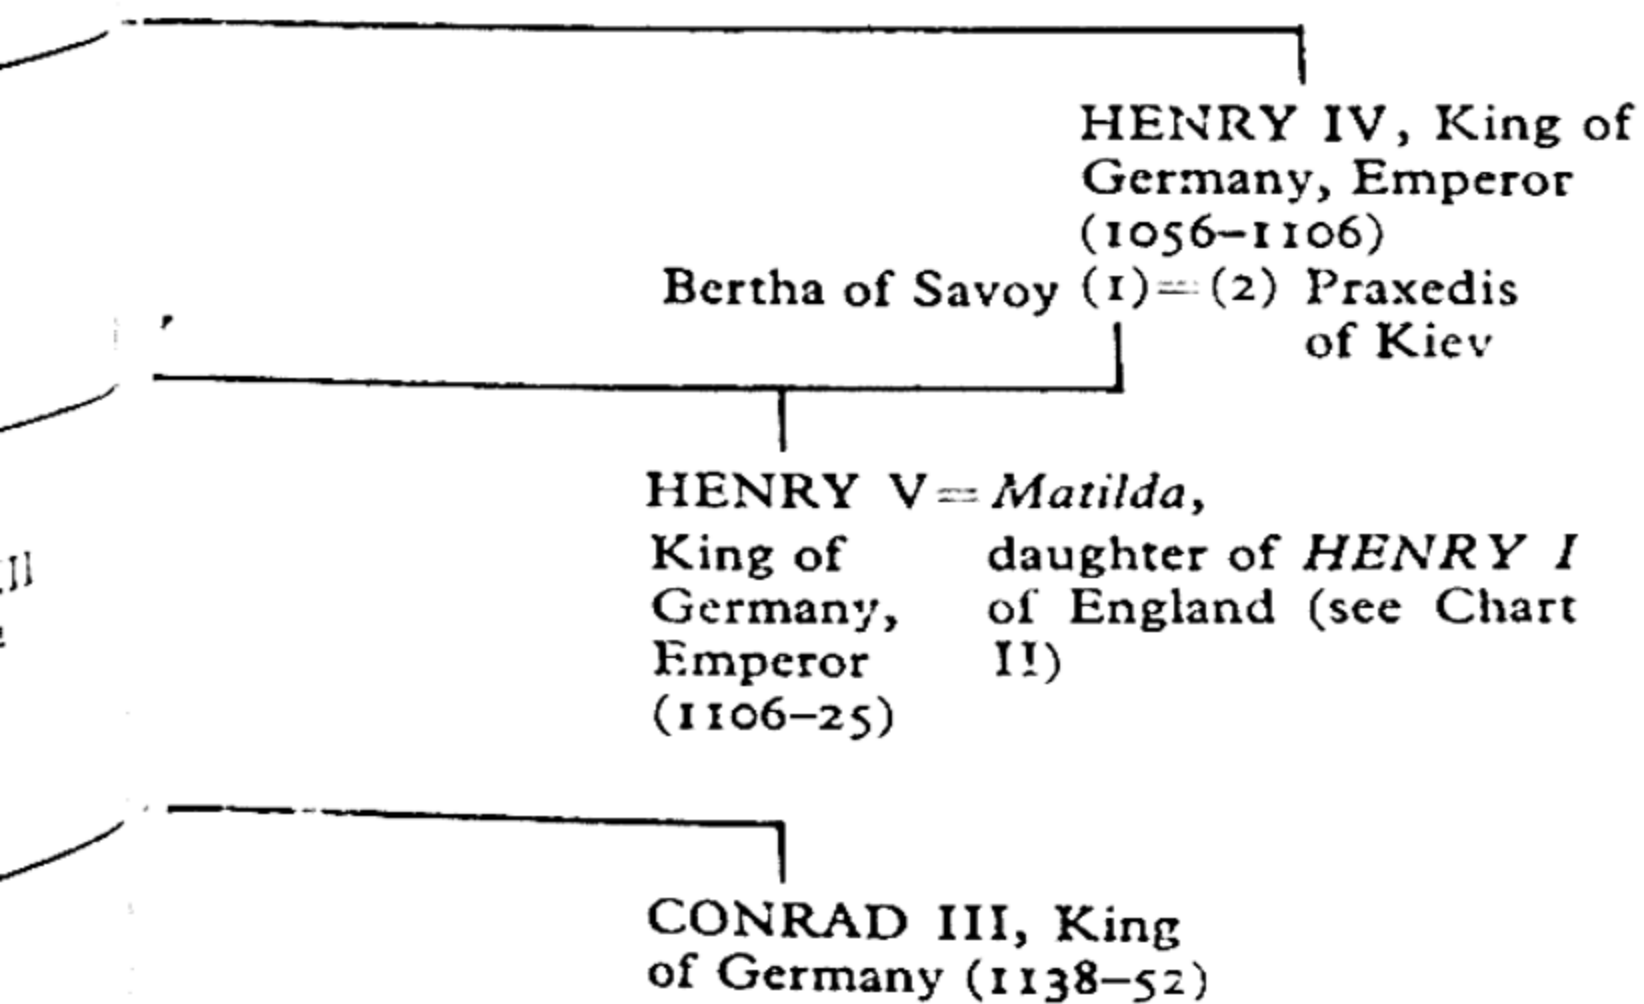 HENRY IV, King of
Germany, Emperor
(1056–1106)
Bertha of Savoy (1)=(2) Praxedis
of Kiev
HENRY V= Matilda,
King of daughter of HENRY I
Germany, of England (see Chart
Emperor II)
(1106–25)
CONRAD III, King
of Germany (1138–52)